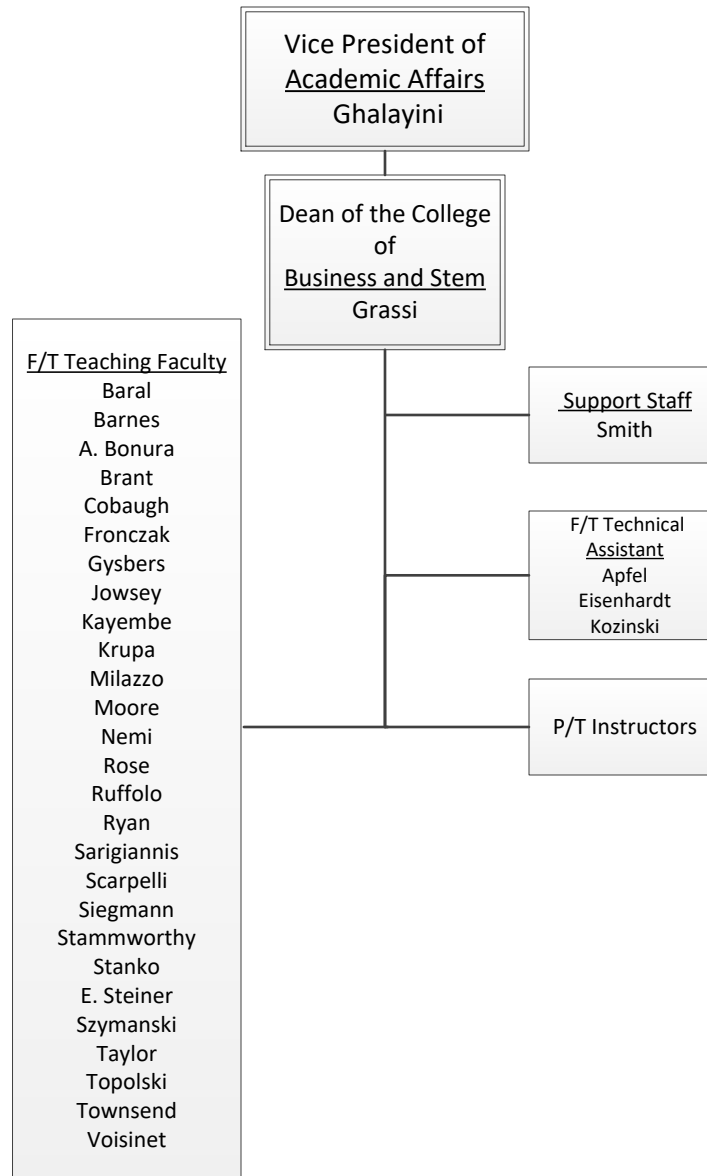 Vice President of
Academic Affairs
Ghalayini
Dean of the College
of
Business and Stem
Grassi
F/T Teaching Faculty
Baral
Barnes
A. Bonura
Brant
Cobaugh
Fronczak
Gysbers
Jowsey
Kayembe
Krupa
Milazzo
Moore
Nemi
Rose
Ruffolo
Ryan
Sarigiannis
Scarpelli
Siegmann
Stammworthy
Stanko
E. Steiner
Szymanski
Taylor
Topolski
Townsend
Voisinet
Support Staff
Smith
F/T Technical
Assistant
Apfel
Eisenhardt
Kozinski
P/T Instructors